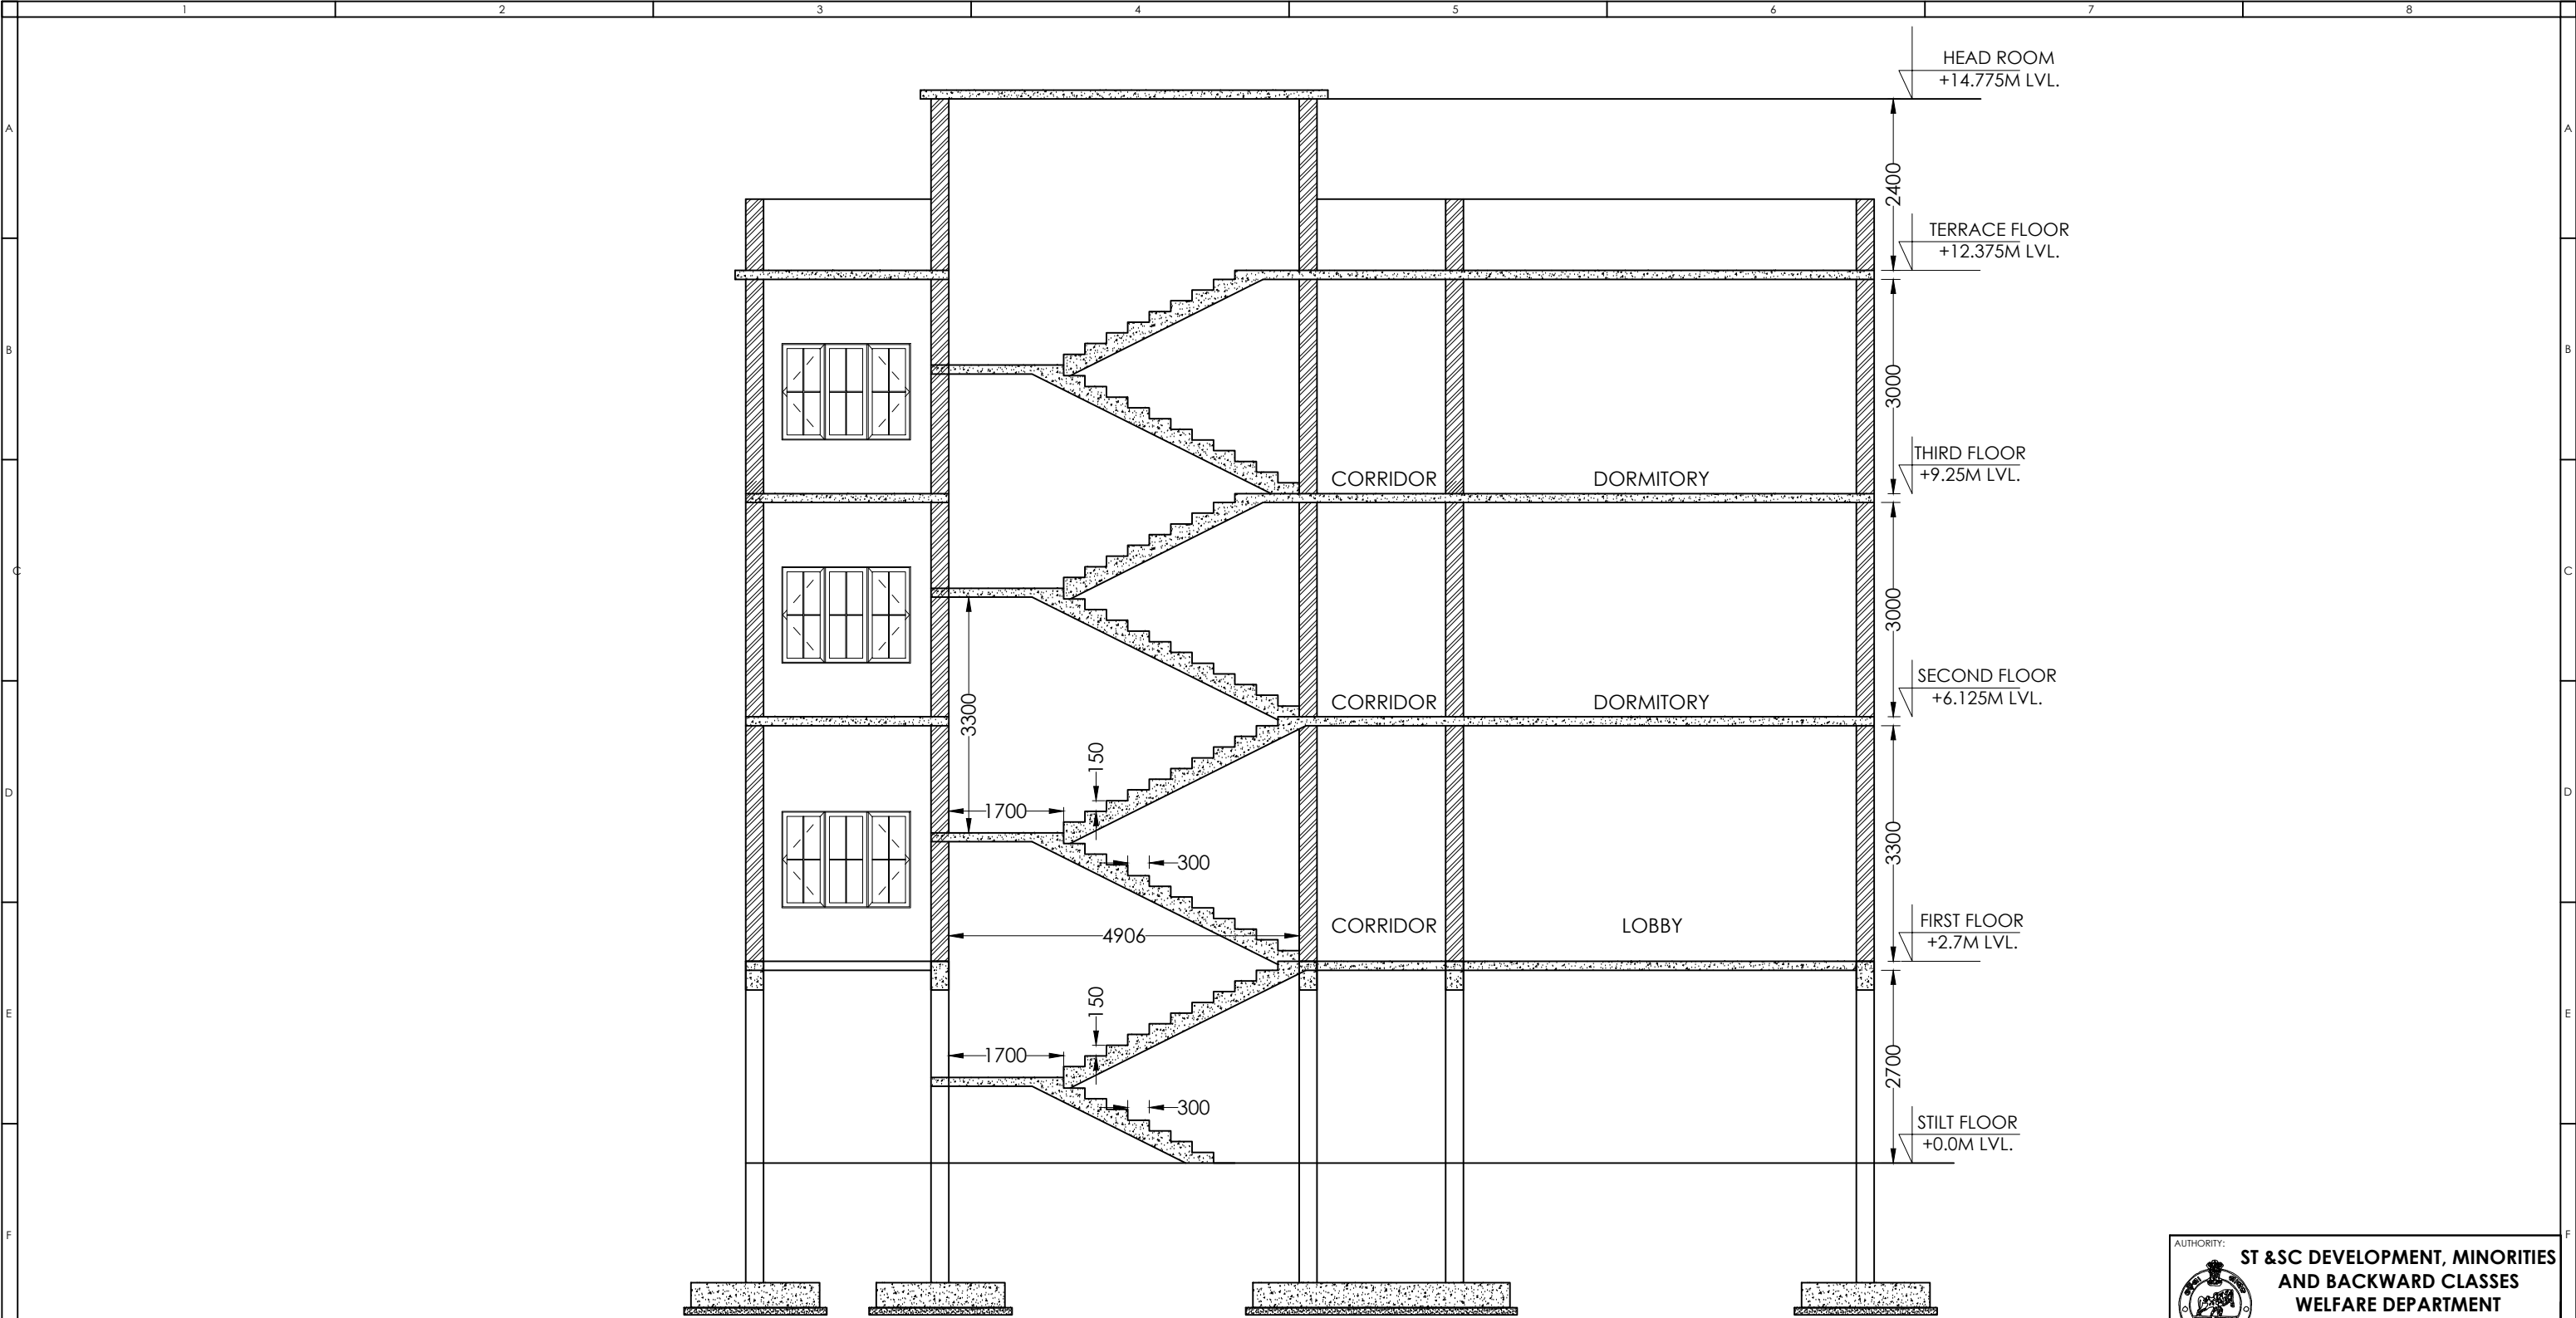 1 2 3 4 5 6 7 8
A A
B B
C C
D D
E E
F F
HEAD ROOM
+14.775M LVL.
2400
TERRACE FLOOR
+12.375M LVL.
3000
THIRD FLOOR
+9.25M LVL.
CORRIDOR DORMITORY
3000
3300
SECOND FLOOR
+6.125M LVL.
CORRIDOR DORMITORY
150
1700
3300
300
FIRST FLOOR
+2.7M LVL.
CORRIDOR LOBBY
4906
150
1700
2700
300
STILT FLOOR
+0.0M LVL.
AUTHORITY:
ST &SC DEVELOPMENT, MINORITIES
AND BACKWARD CLASSES
WELFARE DEPARTMENT